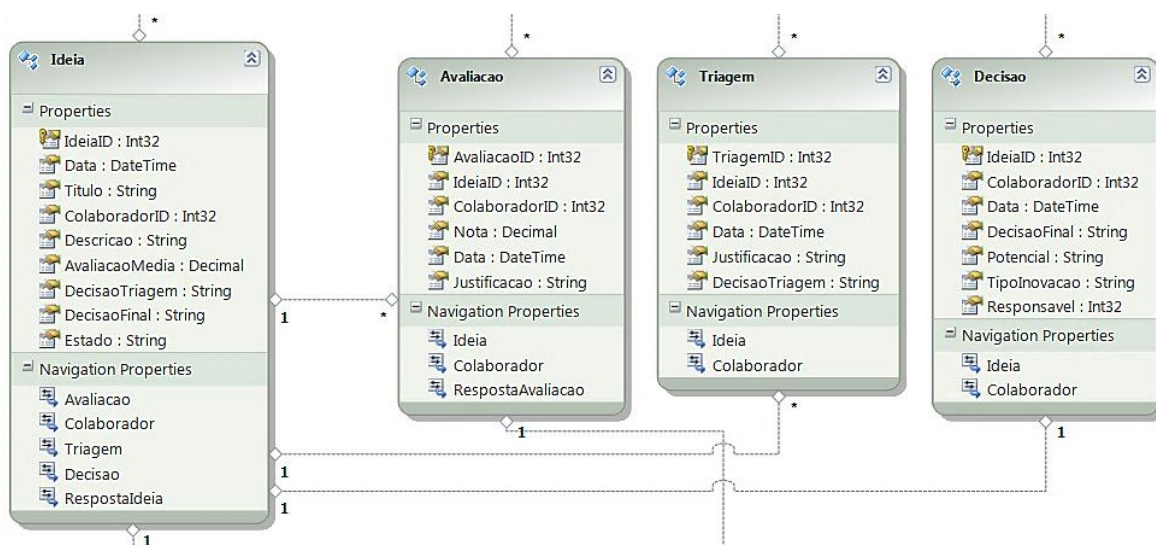 *
*
*
*
Ideia
Properties
IdeiaID : Int32
Data : DateTime
Titulo : String
ColaboradorID : Int32
Descricao : String
AvaliacaoMedia : Decimal
DecisaoTriagem : String
DecisaoFinal : String
Estado : String
Navigation Properties
Avaliacao
Colaborador
Triagem
Decisao
RespostaIdeia
Avaliacao
Properties
AvaliacaoID : Int32
IdeiaID : Int32
ColaboradorID : Int32
Nota : Decimal
Data : DateTime
Justificacao : String
Navigation Properties
Ideia
Colaborador
RespostaAvaliacao
Triagem
Properties
TriagemID : Int32
IdeiaID : Int32
ColaboradorID : Int32
Data : DateTime
Justificacao : String
DecisaoTriagem : String
Navigation Properties
Ideia
Colaborador
Decisao
Properties
IdeiaID : Int32
ColaboradorID : Int32
Data : DateTime
DecisaoFinal : String
Potencial : String
TipoInovacao : String
Responsavel : Int32
Navigation Properties
Ideia
Colaborador
1
*
*
1
1
1
1
1